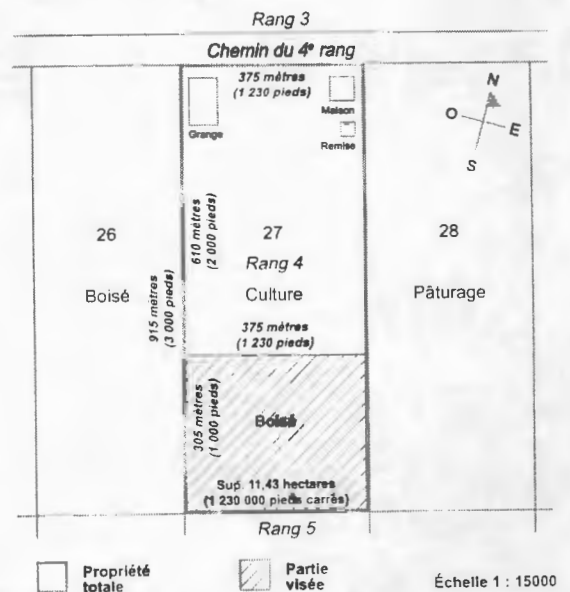 Rang 3
Chemin du 4e rang
375 mètres
(1 230 pieds)
Grange
Maison
Remise
N
O
E
S
26
Boisé
915 mètres
(3 000 pieds)
610 mètres
(2 000 pieds)
27
Rang 4
Culture
28
Pâturage
375 mètres
(1 230 pieds)
305 mètres
(1 000 pieds)
Boisé
Sup. 11,43 hectares
(1 230 000 pieds carrés)
Rang 5
Propriété
totale
Partie
visée
Échelle 1 : 15000